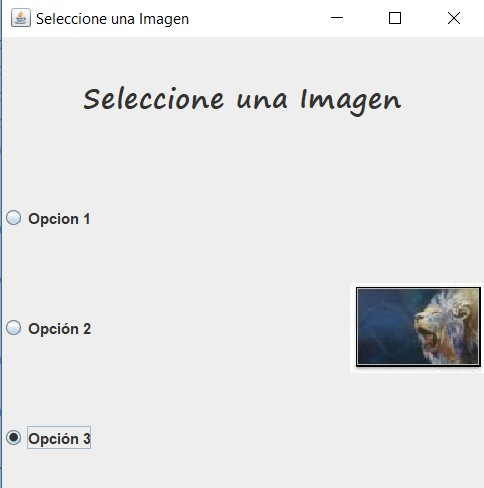 Seleccione una Imagen
Seleccione una Imagen
Opcion 1
Opción 2
Opción 3